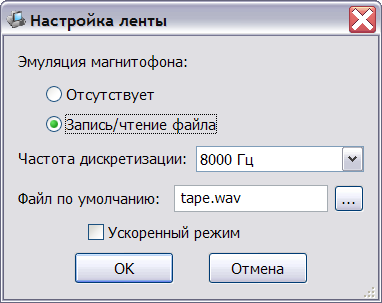 Настройка ленты
Эмуляция магнитофона:
Отсутствует
Запись/чтение файла
Частота дискретизации: 8000 Гц
Файл по умолчанию: tape.wav ...
Ускоренный режим
OK Отмена